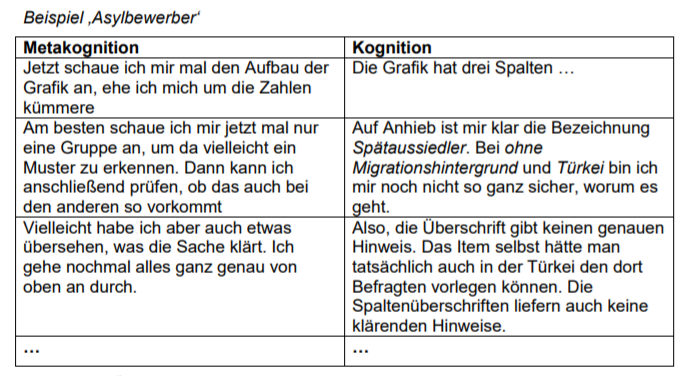 Beispiel ‚Asylbewerber‘
Metakognition
Kognition
Jetzt schaue ich mir mal den Aufbau der
Grafik an, ehe ich mich um die Zahlen
kümmere
Die Grafik hat drei Spalten …
Am besten schaue ich mir jetzt mal nur
eine Gruppe an, um da vielleicht ein
Muster zu erkennen. Dann kann ich
anschließend prüfen, ob das auch bei
den anderen so vorkommt
Auf Anhieb ist mir klar die Bezeichnung
Spätaussiedler. Bei ohne
Migrationshintergrund und Türkei bin ich
mir noch nicht so ganz sicher, worum es
geht.
Vielleicht habe ich aber auch etwas
übersehen, was die Sache klärt. Ich
gehe nochmal alles ganz genau von
oben an durch.
Also, die Überschrift gibt keinen genauen
Hinweis. Das Item selbst hätte man
tatsächlich auch in der Türkei den dort
Befragten vorlegen können. Die
Spaltenüberschriften liefern auch keine
klärenden Hinweise.
…
…